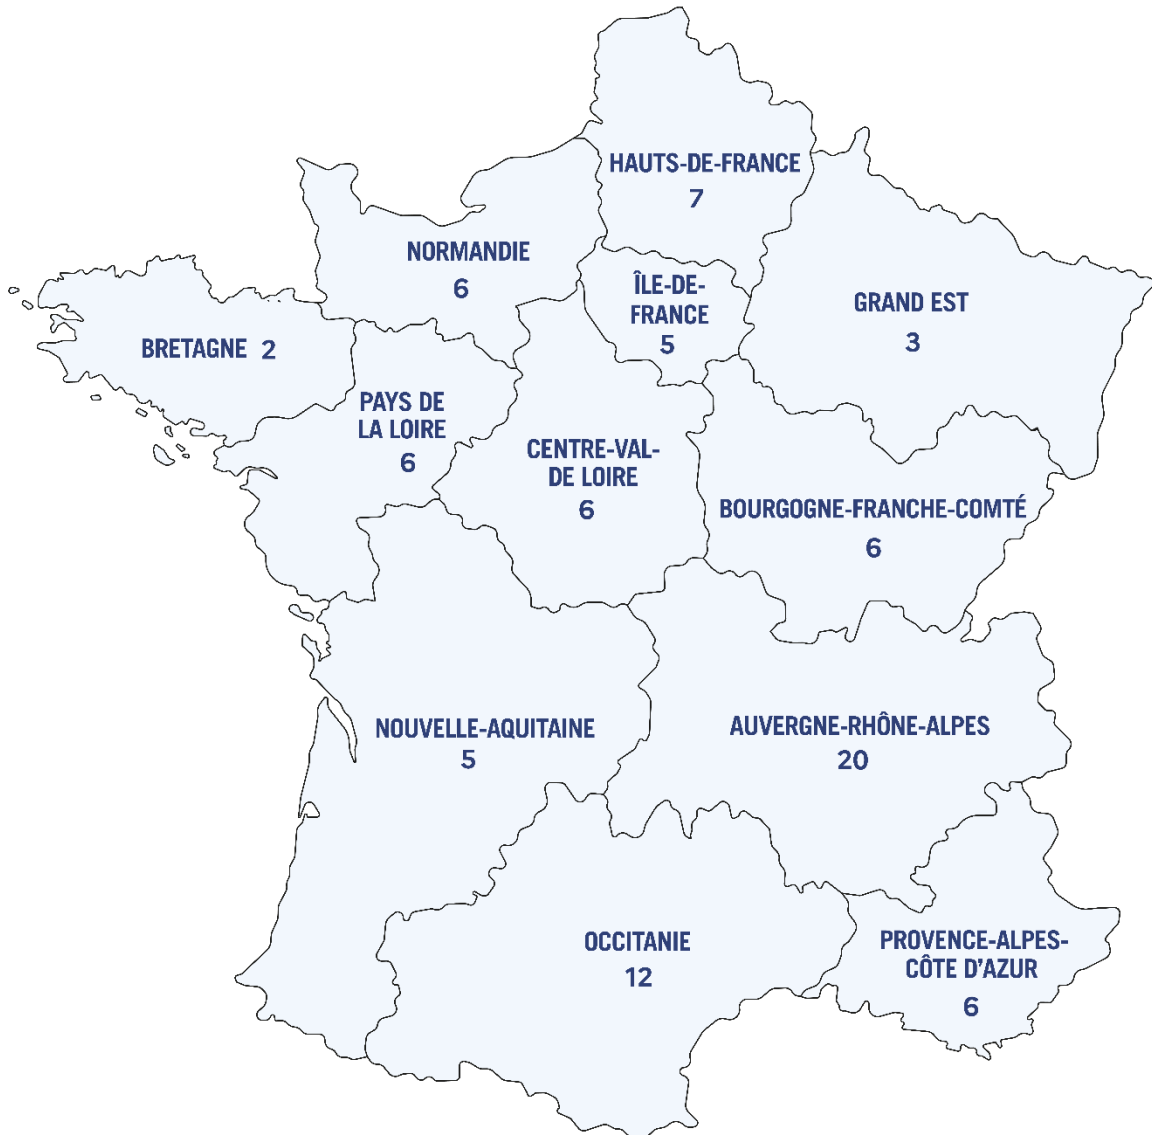 HAUTS-DE-FRANCE
7
NORMANDIE
6
ÎLE-DE-
FRANCE
5
GRAND EST
3
BRETAGNE 2
PAYS DE
LA LOIRE
6
CENTRE-VAL-
DE LOIRE
6
BOURGOGNE-FRANCHE-COMTÉ
6
NOUVELLE-AQUITAINE
5
AUVERGNE-RHÔNE-ALPES
20
OCCITANIE
12
PROVENCE-ALPES-
CÔTE D'AZUR
6